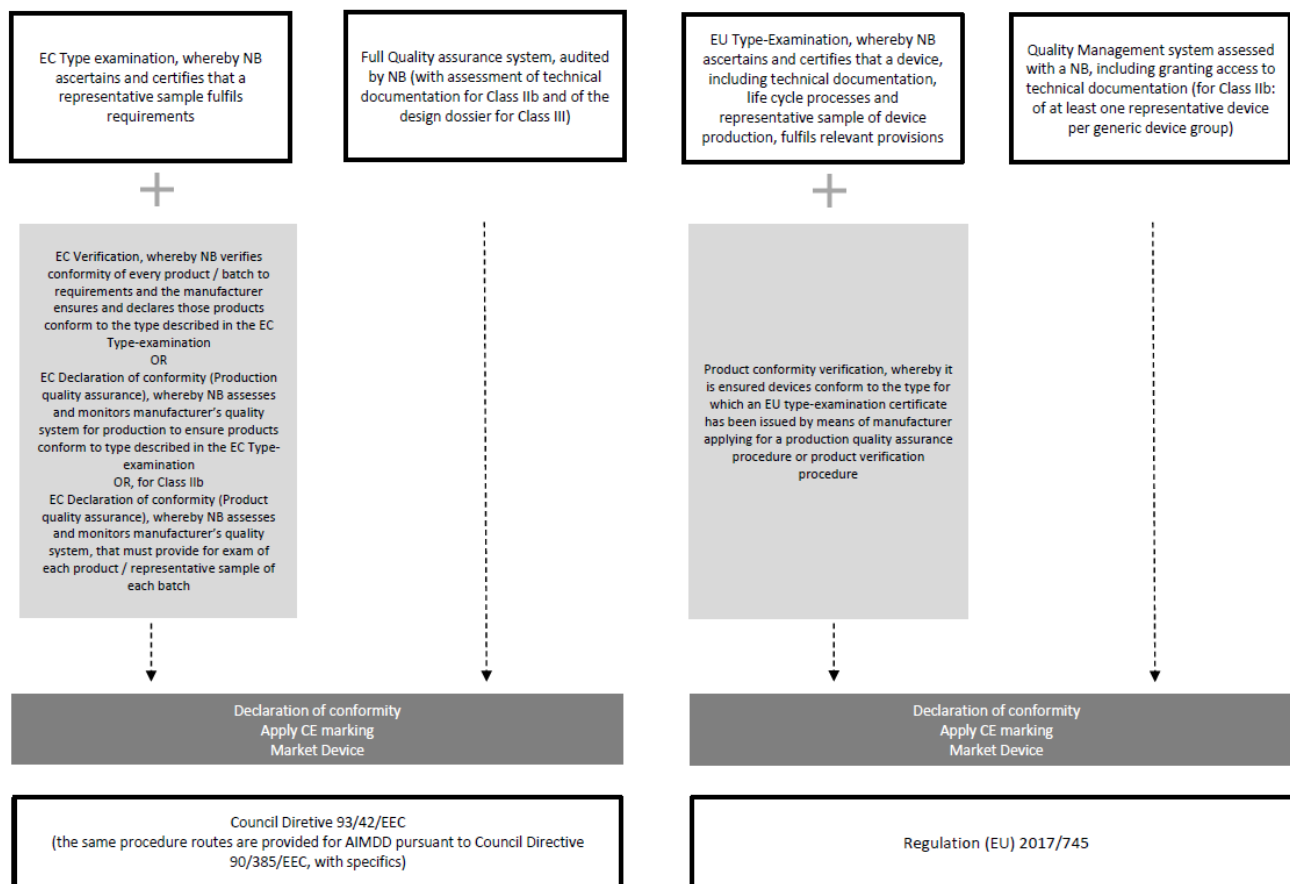 EC Type examination, whereby NB
ascertains and certifies that a
representative sample fulfils
requirements
Full Quality assurance system, audited
by NB (with assessment of technical
documentation for Class IIb and of the
design dossier for Class III)
EU Type-Examination, whereby NB
ascertains and certifies that a device,
including technical documentation,
life cycle processes and
representative sample of device
production, fulfils relevant provisions
Quality Management system assessed
with a NB, including granting access to
technical documentation (for Class IIb:
of at least one representative device
per generic device group)
+
+
EC Verification, whereby NB verifies
conformity of every product / batch to
requirements and the manufacturer
ensures and declares those products
conform to the type described in the EC
Type-examination
OR
EC Declaration of conformity (Production
quality assurance), whereby NB assesses
and monitors manufacturer's quality
system for production to ensure products
conform to type described in the EC Type-
examination
OR, for Class IIb
EC Declaration of conformity (Product
quality assurance), whereby NB assesses
and monitors manufacturer's quality
system, that must provide for exam of
each product / representative sample of
each batch
Product conformity verification, whereby it
is ensured devices conform to the type for
which an EU type-examination certificate
has been issued by means of manufacturer
applying for a production quality assurance
procedure or product verification
procedure
Declaration of conformity
Apply CE marking
Market Device
Declaration of conformity
Apply CE marking
Market Device
Council Diretive 93/42/EEC
(the same procedure routes are provided for AIMDD pursuant to Council Directive
90/385/EEC, with specifics)
Regulation (EU) 2017/745